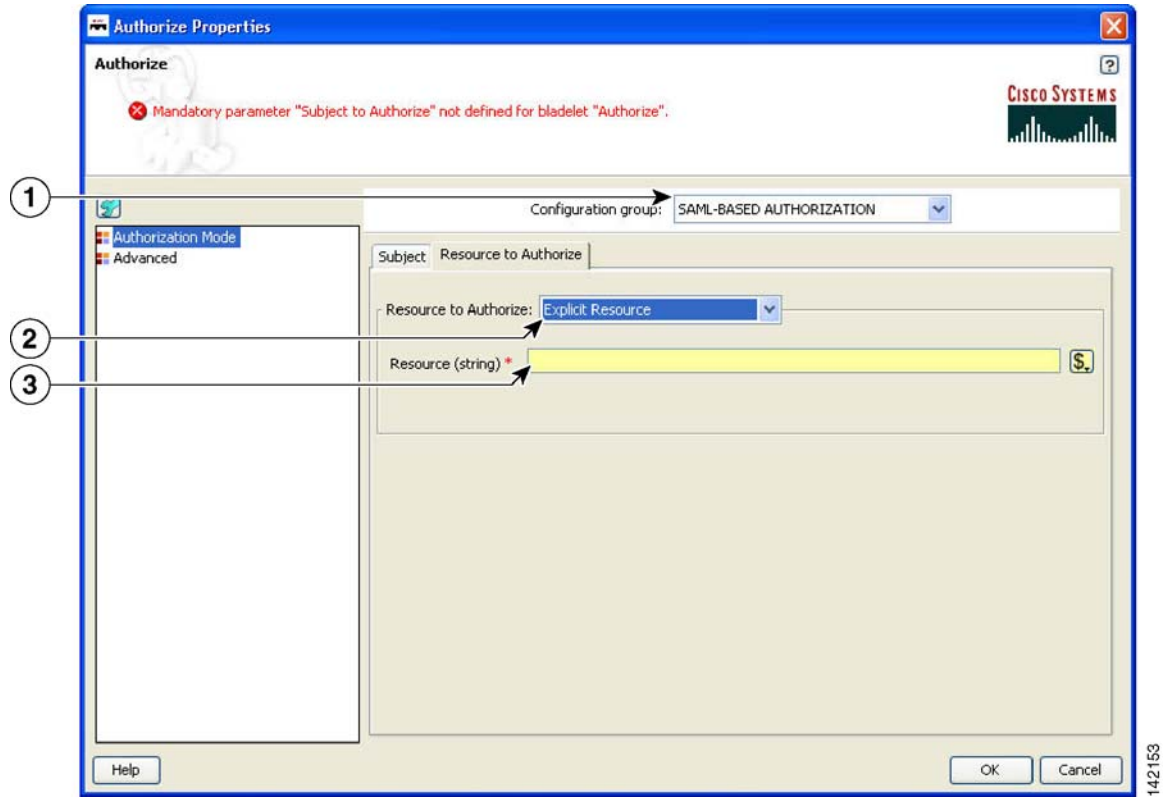 Authorize Properties
Authorize
Mandatory parameter "Subject to Authorize" not defined for bladelet "Authorize".
CISCO SYSTEMS
1
Configuration group: SAML-BASED AUTHORIZATION
Authorization Mode
Advanced
Subject Resource to Authorize
2
Resource to Authorize: Explicit Resource
3
Resource (string) * $
Help OK Cancel
142153